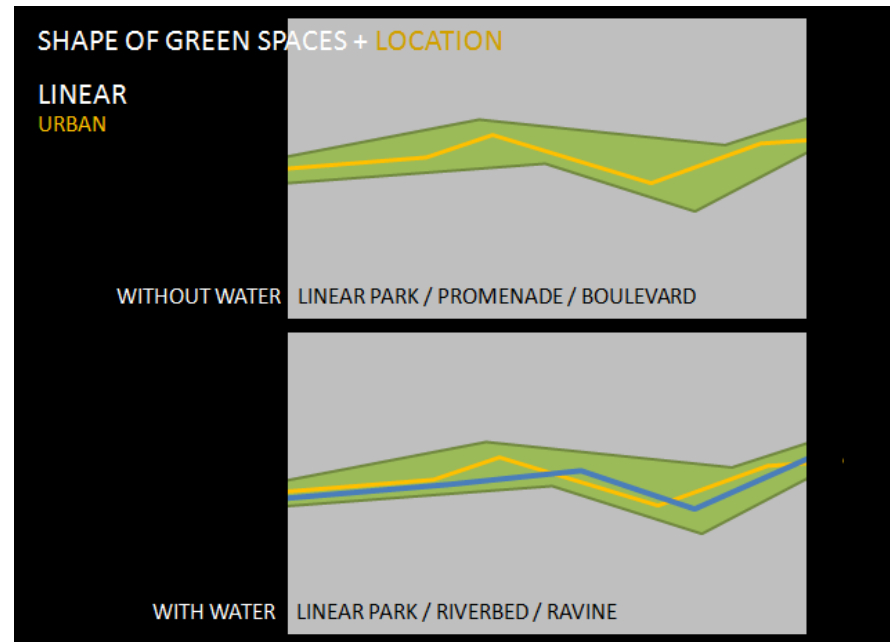 SHAPE OF GREEN SPACES + LOCATION
LINEAR
URBAN
WITHOUT WATER LINEAR PARK / PROMENADE / BOULEVARD
WITH WATER LINEAR PARK / RIVERBED / RAVINE